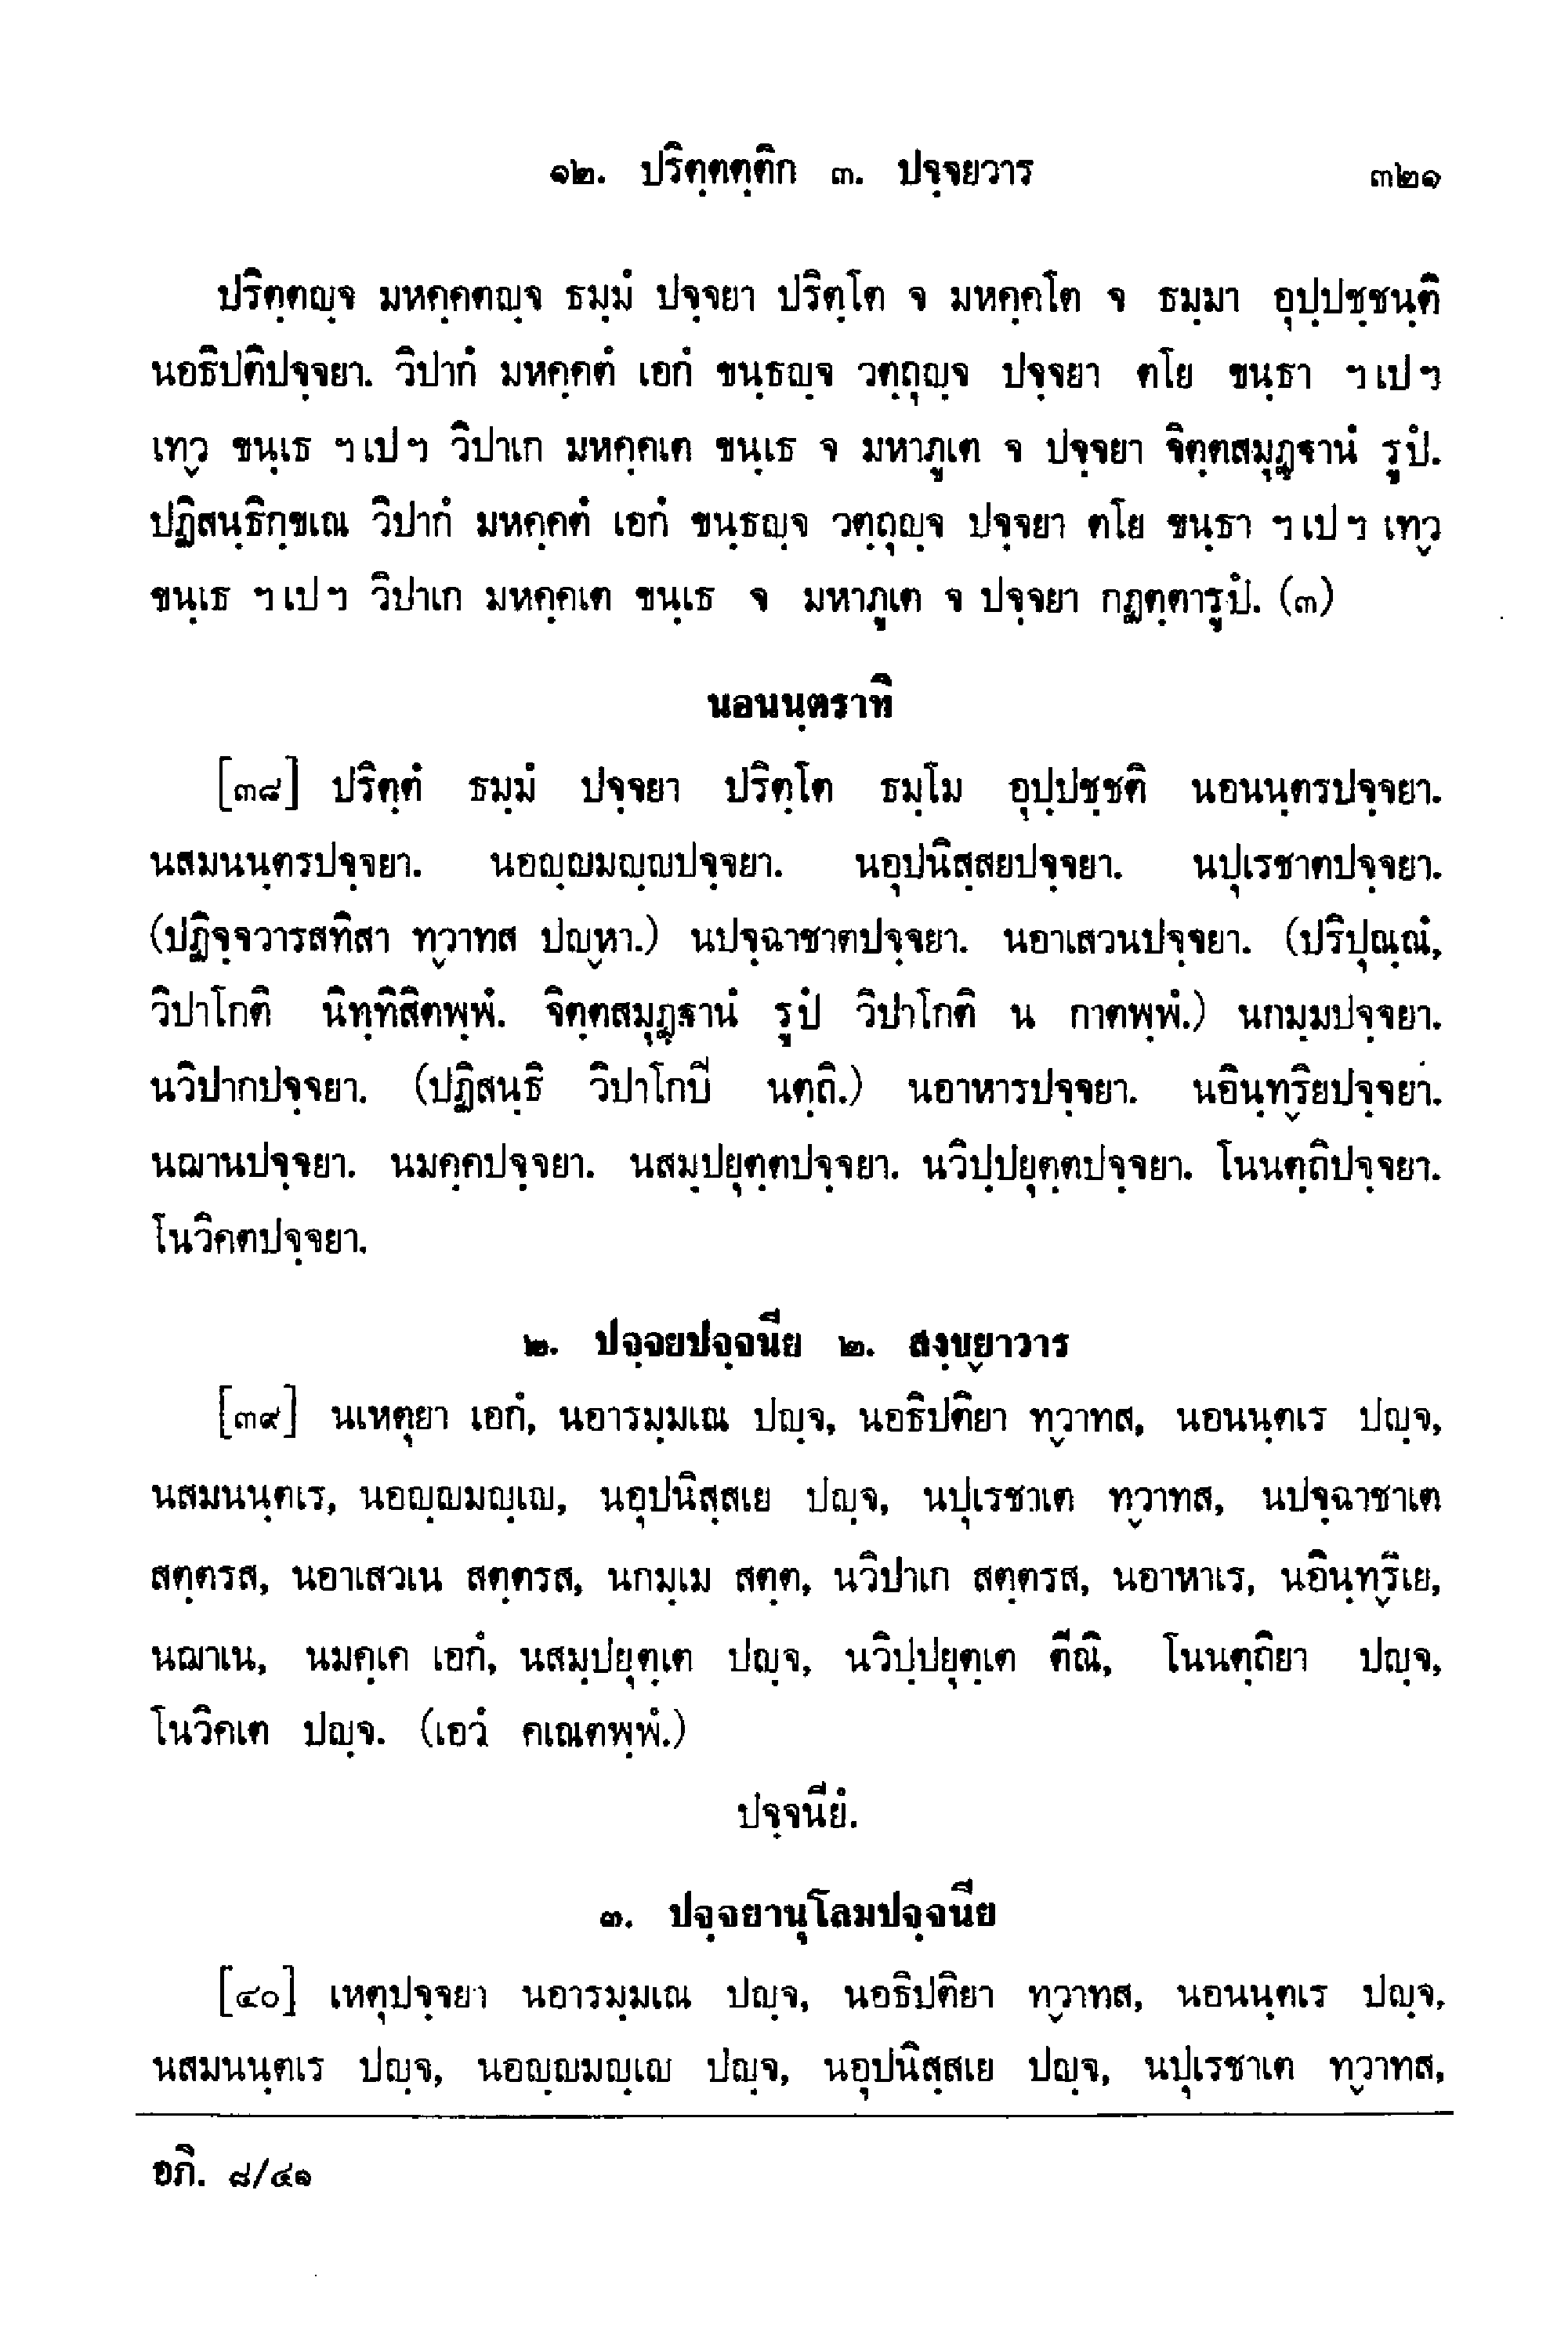 ๑๒. ปริตฺตตฺติก ๓. ปจฺจยวาร ๓๒๑
ปริตฺตญฺจ มหคฺคตญฺจ ธมฺมํ ปจฺจยา ปริตฺโต จ มหคฺคโต จ ธมฺมา อุปฺปชฺชนฺติ
นอธิปติปจฺจยา. วิปากํ มหคฺคตํ เอกํ ขนฺธญฺจ วตฺถุญฺจ ปจฺจยา ตโย ขนฺธา ฯ เป ฯ
เทฺว ขนฺเธ ฯ เป ฯ วิปาเก มหคฺคเต ขนฺเธ จ มหาภูเต จ ปจฺจยา จิตฺตสมุฏฺฐานํ รูปํ.
ปฏิสนฺธิกฺขเณ วิปากํ มหคฺคตํ เอกํ ขนฺธญฺจ วตฺถุญฺจ ปจฺจยา ตโย ขนฺธา ฯ เป ฯ เทฺว
ขนฺเธ ฯ เป ฯ วิปาเก มหคฺคเต ขนฺเธ จ มหาภูเต จ ปจฺจยา กฏตฺตารูปํ. (๓)
นอนนฺตราทิ
[๓๘] ปริตฺตํ ธมฺมํ ปจฺจยา ปริตฺโต ธมฺโม อุปฺปชฺชติ นอนนฺตรปจฺจยา.
นสมนนฺตรปจฺจยา. นอญฺญมญฺญปจฺจยา. นอุปนิสฺสยปจฺจยา. นปุเรชาตปจฺจยา.
(ปฏิจฺจวารสทิสา ทฺวาทส ปญฺหา.) นปจฺฉาชาตปจฺจยา. นอาเสวนปจฺจยา. (ปริปุณฺณํ,
วิปาโกติ นิทฺทิสิตพฺพํ. จิตฺตสมุฏฺฐานํ รูปํ วิปาโกติ น กาตพฺพํ.) นกมฺมปจฺจยา.
นวิปากปจฺจยา. (ปฏิสนฺธิ วิปาโกปี นตฺถิ.) นอาหารปจฺจยา. นอินฺทฺริยปจฺจยา.
นฌานปจฺจยา. นมคฺคปจฺจยา. นสมฺปยุตฺตปจฺจยา. นวิปฺปยุตฺตปจฺจยา. โนนตฺถิปจฺจยา.
โนวิคตปจฺจยา.
๒. ปจฺจยปจฺจนีย ๒. สงฺขฺยาวาร
[๓๙] นเหตุยา เอกํ, นอารมฺมเณ ปญฺจ, นอธิปติยา ทฺวาทส, นอนนฺตเร ปญฺจ,
นสมนนฺตเร, นอญฺญมญฺเญ, นอุปนิสฺสเย ปญฺจ, นปุเรชาเต ทฺวาทส, นปจฺฉาชาเต
สตฺตรส, นอาเสวเน สตฺตรส, นกมฺเม สตฺต, นวิปาเก สตฺตรส, นอาหาเร, นอินฺทฺริเย,
นฌาเน, นมคฺเค เอกํ, นสมฺปยุตฺเต ปญฺจ, นวิปฺปยุตฺเต ตีณิ, โนนตฺถิยา ปญฺจ,
โนวิคเต ปญฺจ. (เอวํ คเณตพฺพํ.)
ปจฺจนียํ.
๓. ปจฺจยานุโลมปจฺจนีย
[๔๐] เหตุปจฺจยา นอารมฺมเณ ปญฺจ, นอธิปติยา ทฺวาทส, นอนนฺตเร ปญฺจ,
นสมนนฺตเร ปญฺจ, นอญฺญมญฺเญ ปญฺจ, นอุปนิสฺสเย ปญฺจ, นปุเรชาเต ทฺวาทส,
อภิ. ๘/๔๑